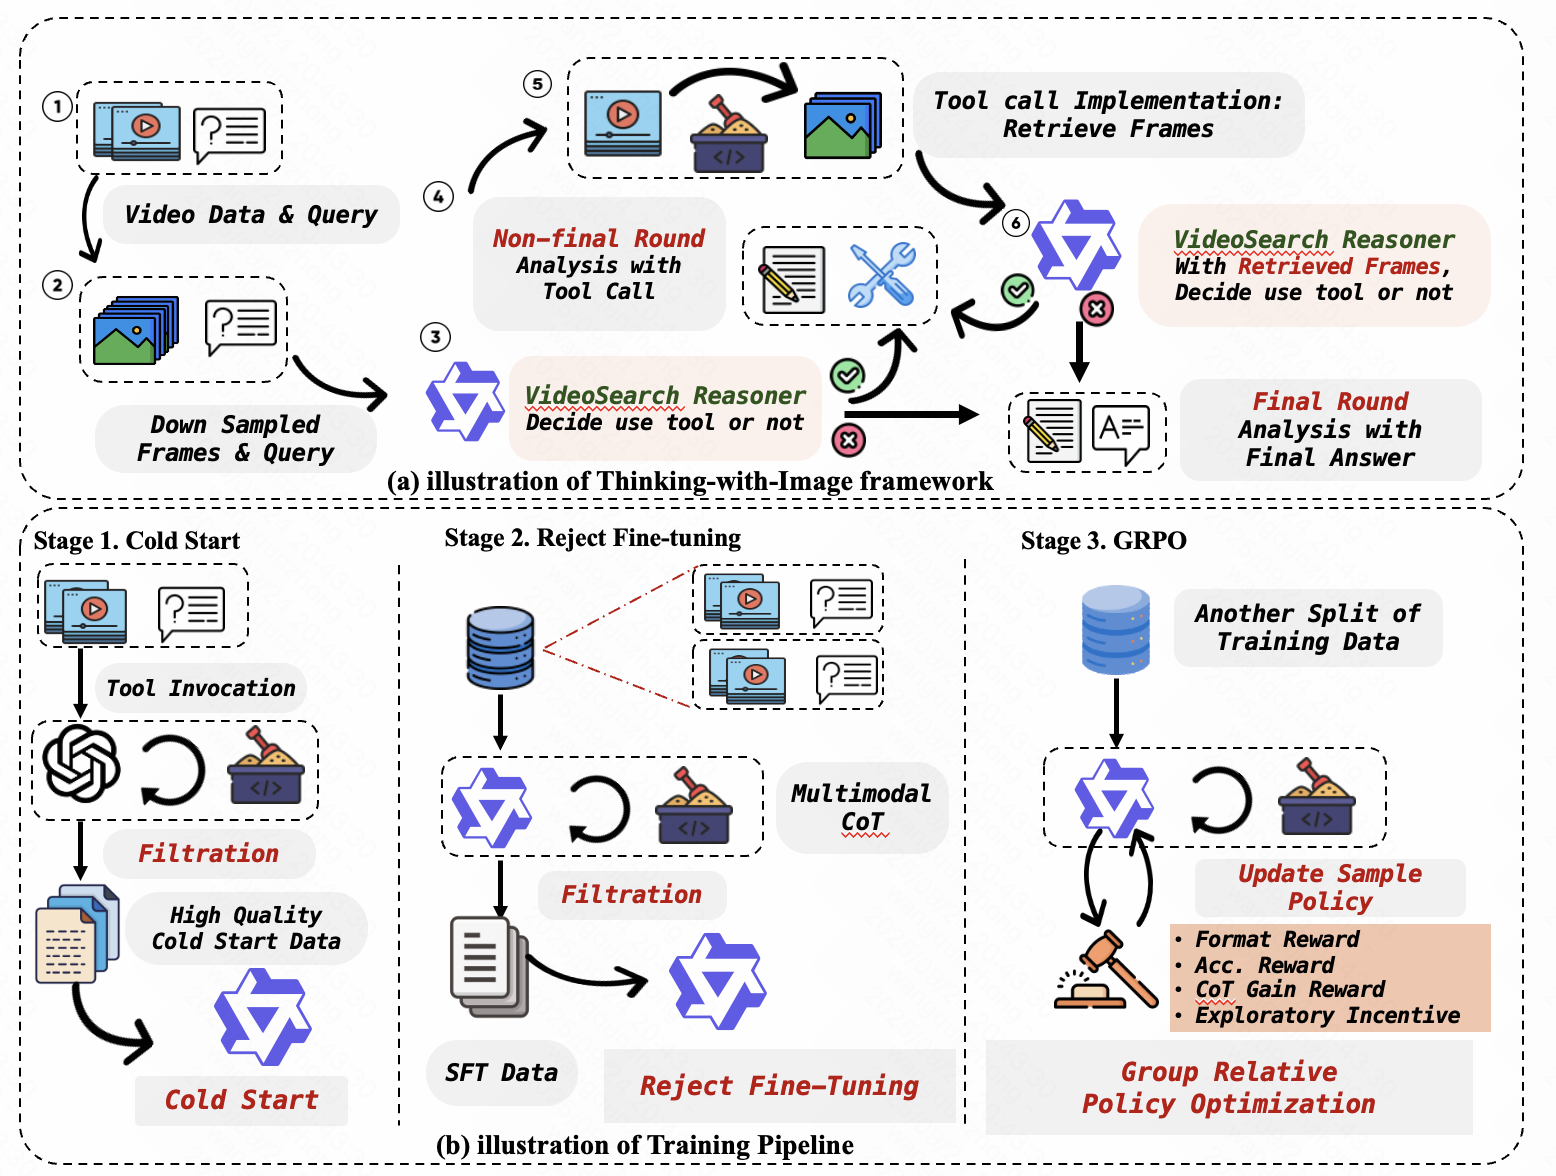 1
Video Data & Query
2
Down Sampled
Frames & Query
3
VideoSearch Reasoner
Decide use tool or not
4
Non-final Round
Analysis with
Tool Call
5
</>
Tool call Implementation:
Retrieve Frames
6
VideoSearch Reasoner
With Retrieved Frames,
Decide use tool or not
A
Final Round
Analysis with
Final Answer
(a) illustration of Thinking-with-Image framework
Stage 1. Cold Start
?
Tool Invocation
</>
Filtration
High Quality
Cold Start Data
Cold Start
Stage 2. Reject Fine-tuning
?
?
</>
Multimodal
CoT
Filtration
SFT Data
Reject Fine-Tuning
Stage 3. GRPO
Another Split of
Training Data
</>
Update Sample
Policy
• Format Reward
• Acc. Reward
• CoT Gain Reward
• Exploratory Incentive
Group Relative
Policy Optimization
(b) illustration of Training Pipeline